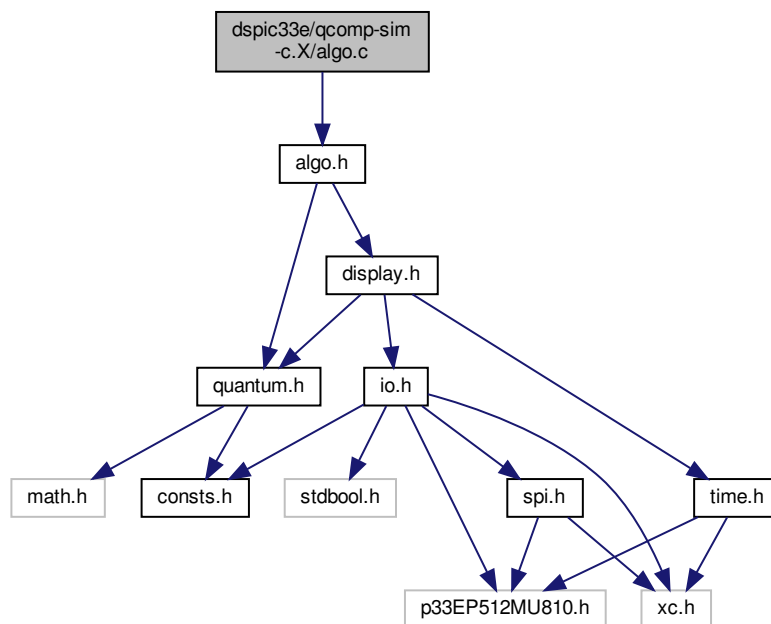 dspic33e/qcomp-sim
-c.X/algo.c
algo.h
display.h
quantum.h
io.h
math.h
consts.h
stdbool.h
spi.h
time.h
p33EP512MU810.h
xc.h